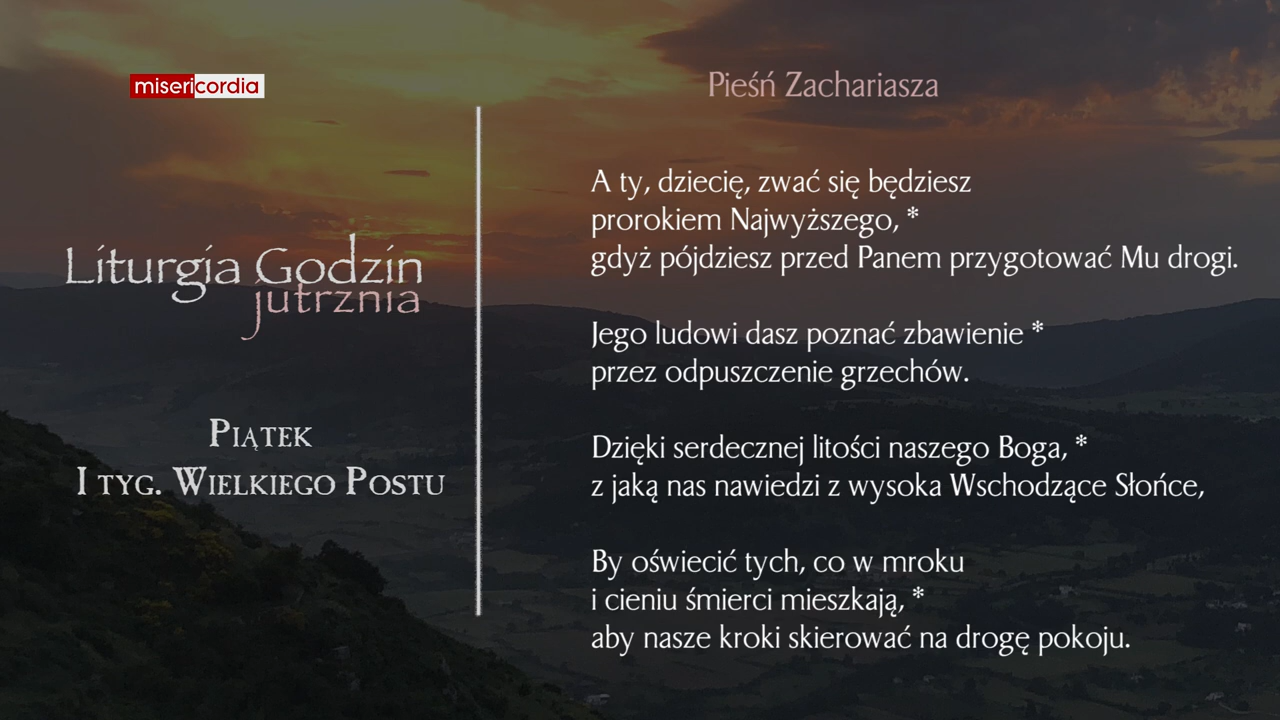 misericordia
Liturgia Godzin
jutrznia
Piątek
I tyg. Wielkiego Postu
Pieśń Zachariasza
A ty, dziecię, zwać się będziesz
prorokiem Najwyższego, *
gdyż pójdziesz przed Panem przygotować Mu drogi.
Jego ludowi dasz poznać zbawienie *
przez odpuszczenie grzechów.
Dzięki serdecznej litości naszego Boga, *
z jaką nas nawiedzi z wysoka Wschodzące Słońce,
By oświecić tych, co w mroku
i cieniu śmierci mieszkają, *
aby nasze kroki skierować na drogę pokoju.